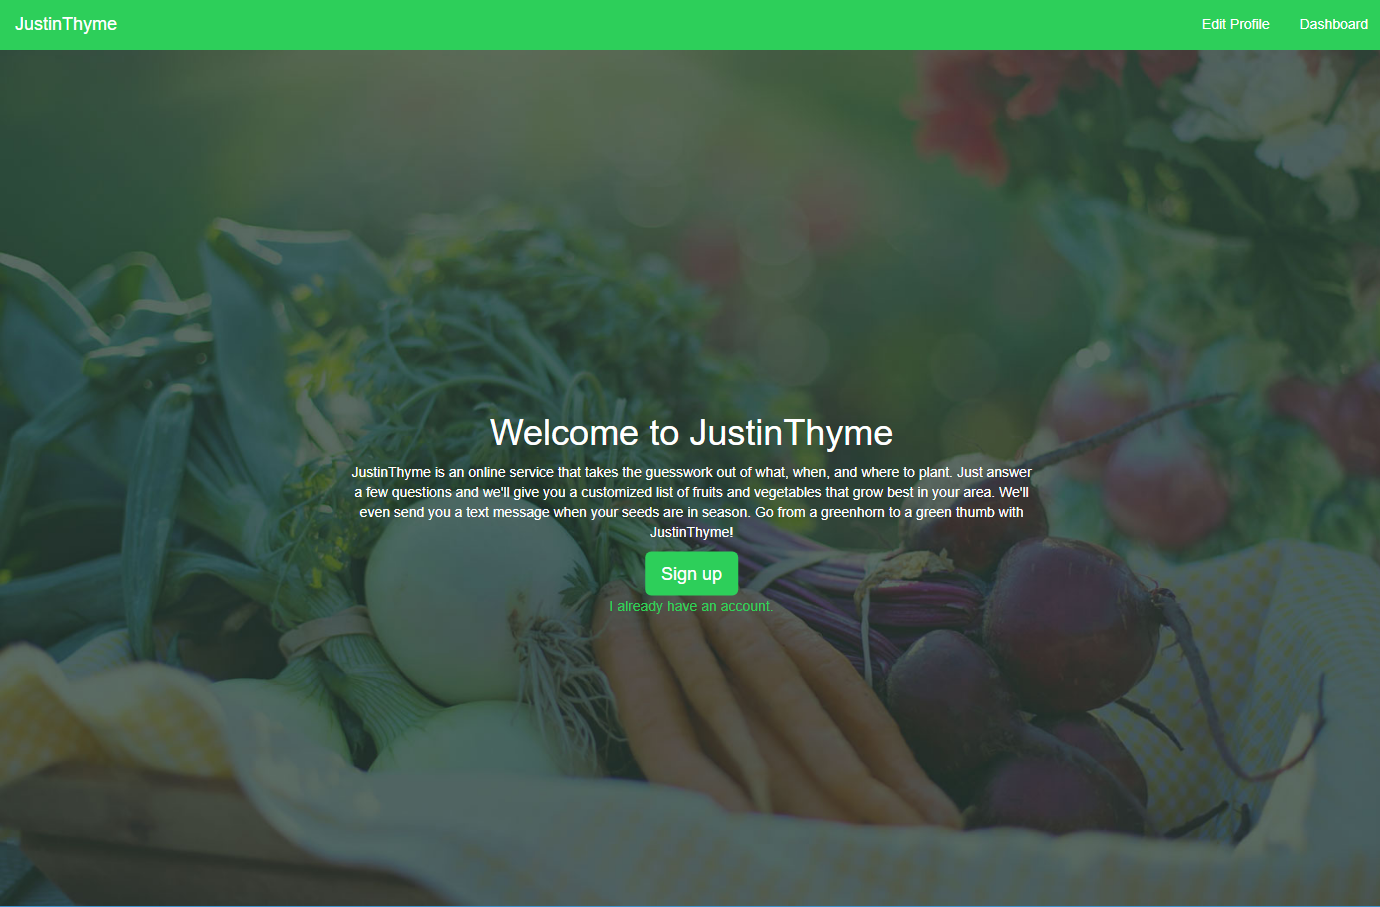 JustinThyme
Edit Profile
Dashboard
Welcome to JustinThyme
JustinThyme is an online service that takes the guesswork out of what, when, and where to plant. Just answer
a few questions and we'll give you a customized list of fruits and vegetables that grow best in your area. We'll
even send you a text message when your seeds are in season. Go from a greenhorn to a green thumb with
JustinThyme!
Sign up
I already have an account.